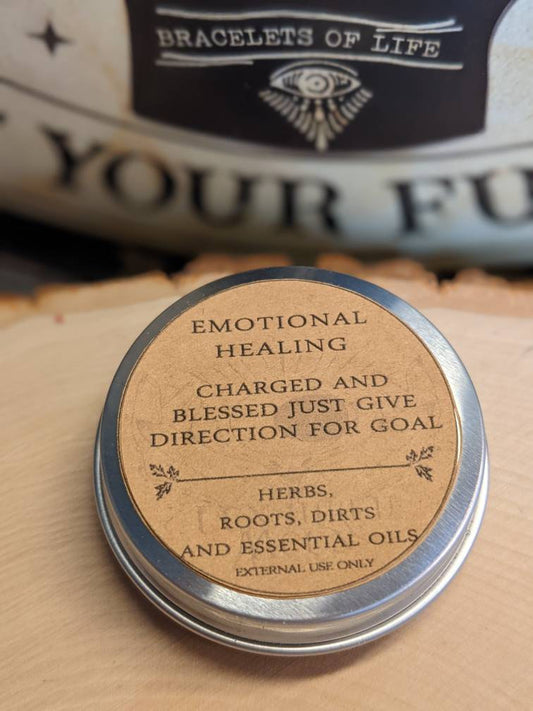 BRACELETS OF LIFE
YOUR FU
EMOTIONAL
HEALING
CHARGED AND
BLESSED JUST GIVE
DIRECTION FOR GOAL
HERBS,
ROOTS, DIRTS
AND ESSENTIAL OILS
EXTERNAL USE ONLY